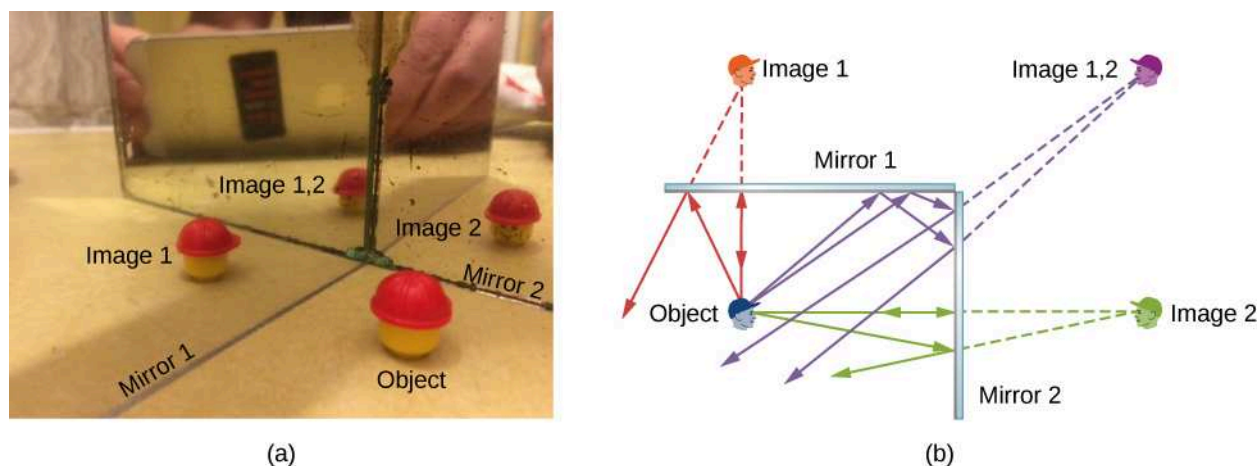 Image 1,2
Image 2
Image 1
Mirror 2
Mirror 1
Object
(a)
Image 1
Image 1,2
Mirror 1
Object
Image 2
Mirror 2
(b)